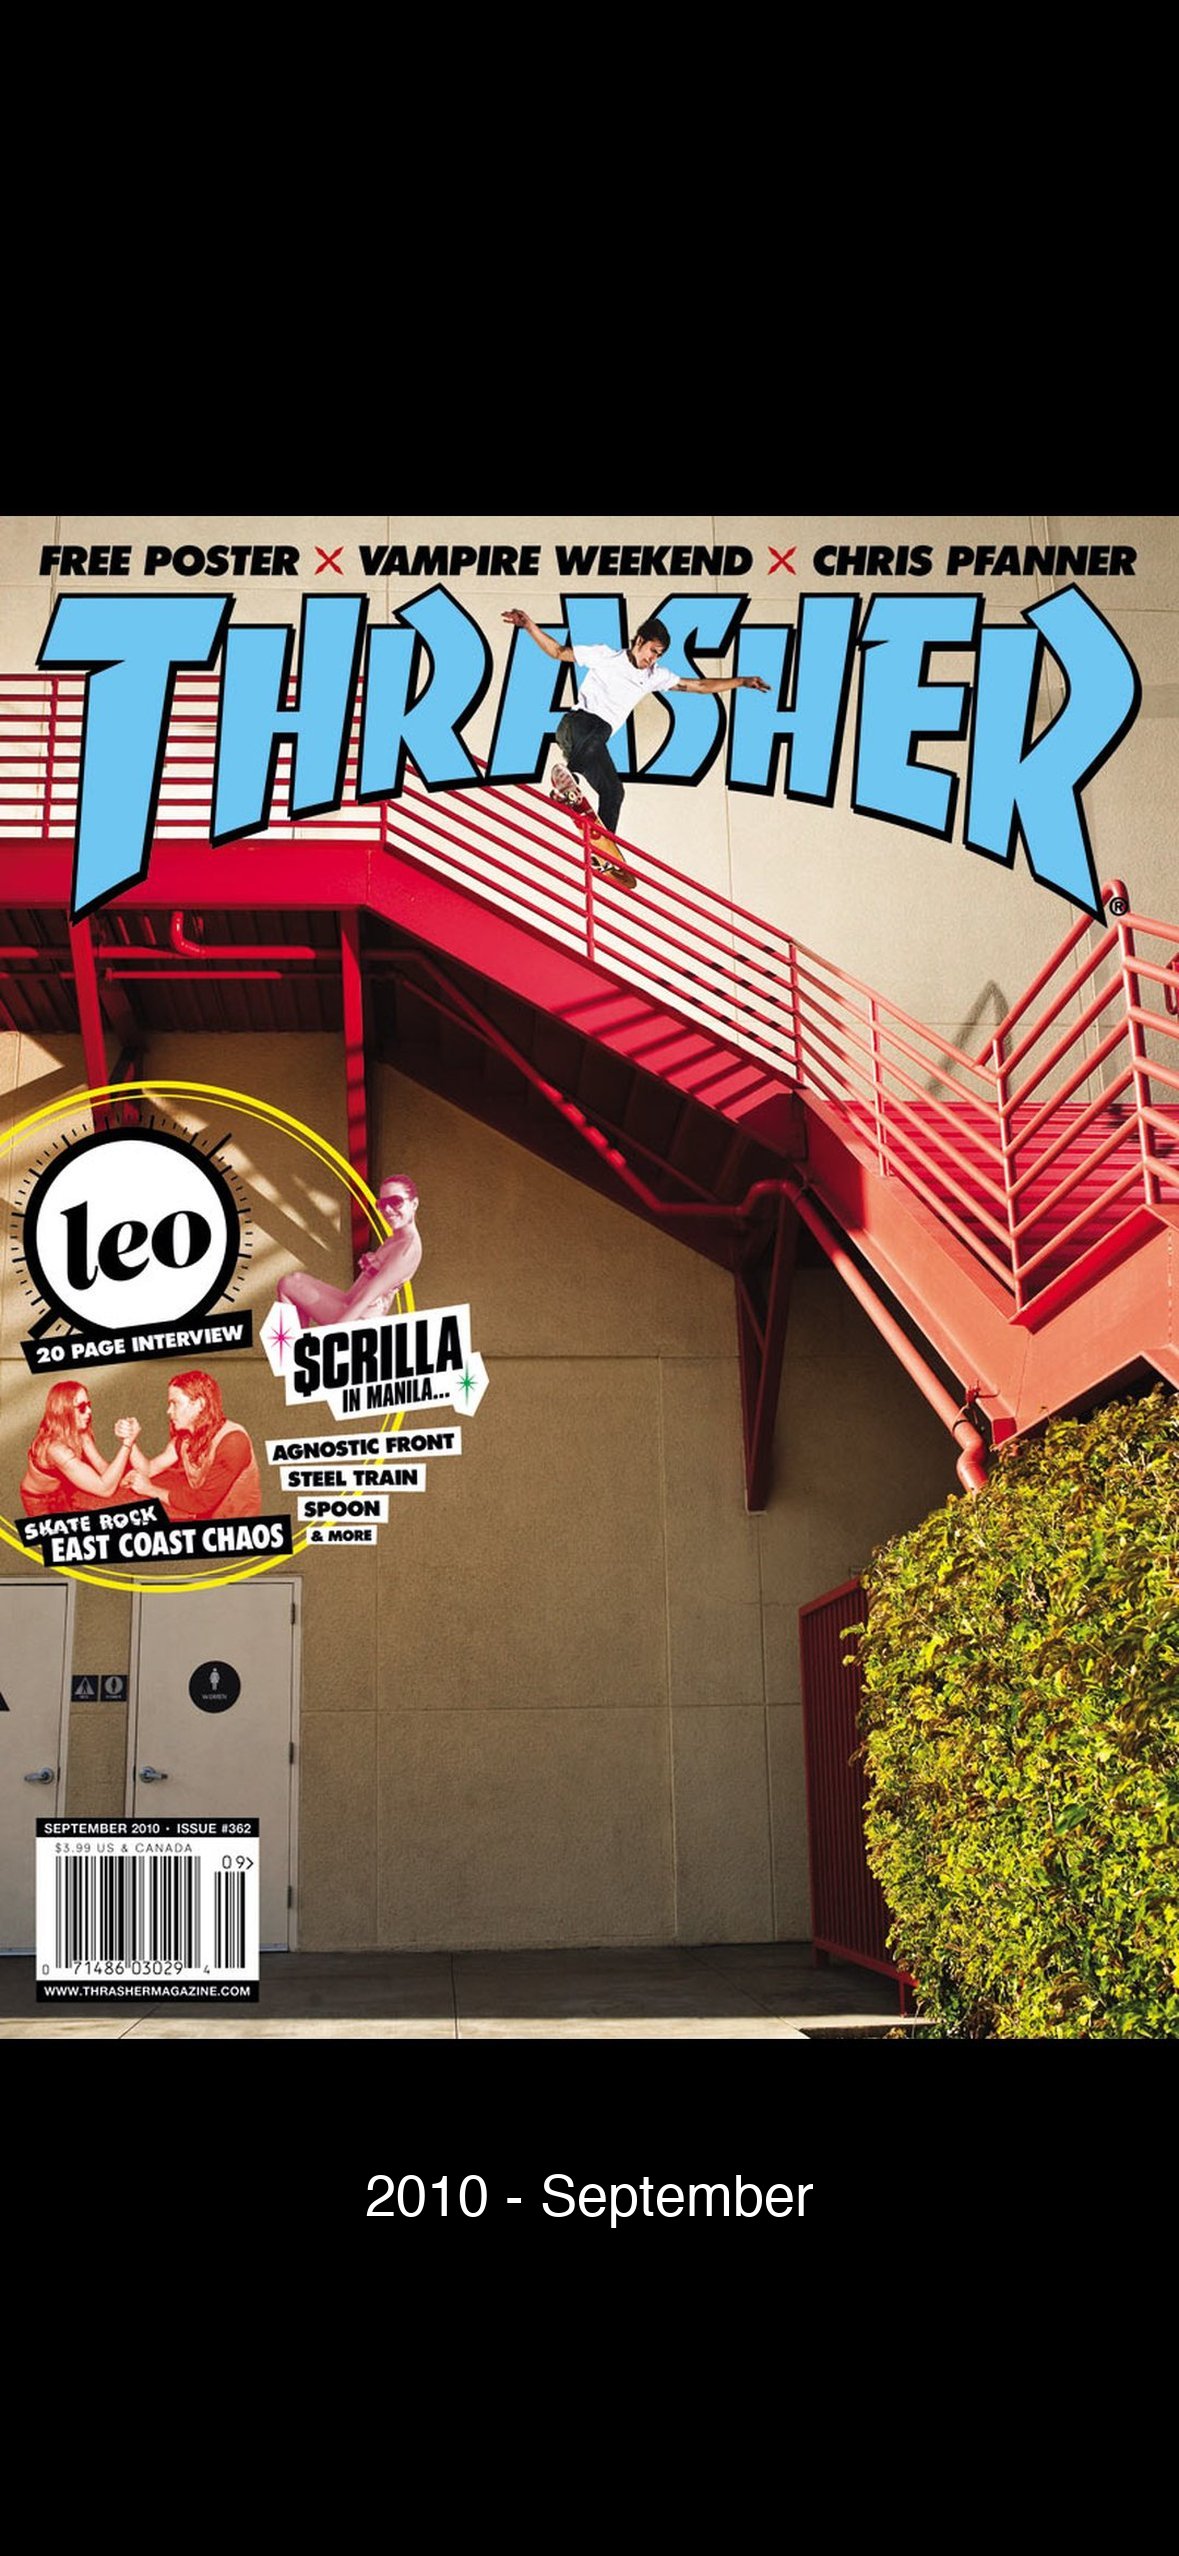 FREE POSTER X VAMPIRE WEEKEND X CHRIS PFANNER
THRASHER®
leo
20 PAGE INTERVIEW
$CRILLA
IN MANILA...
AGNOSTIC FRONT
STEEL TRAIN
SPOON
& MORE
SKATE ROCK
EAST COAST CHAOS
WOMEN
SEPTEMBER 2010 · ISSUE #362
$3.99 US & CANADA
09>
0 71486 03029 4
WWW.THRASHERMAGAZINE.COM
2010 - September